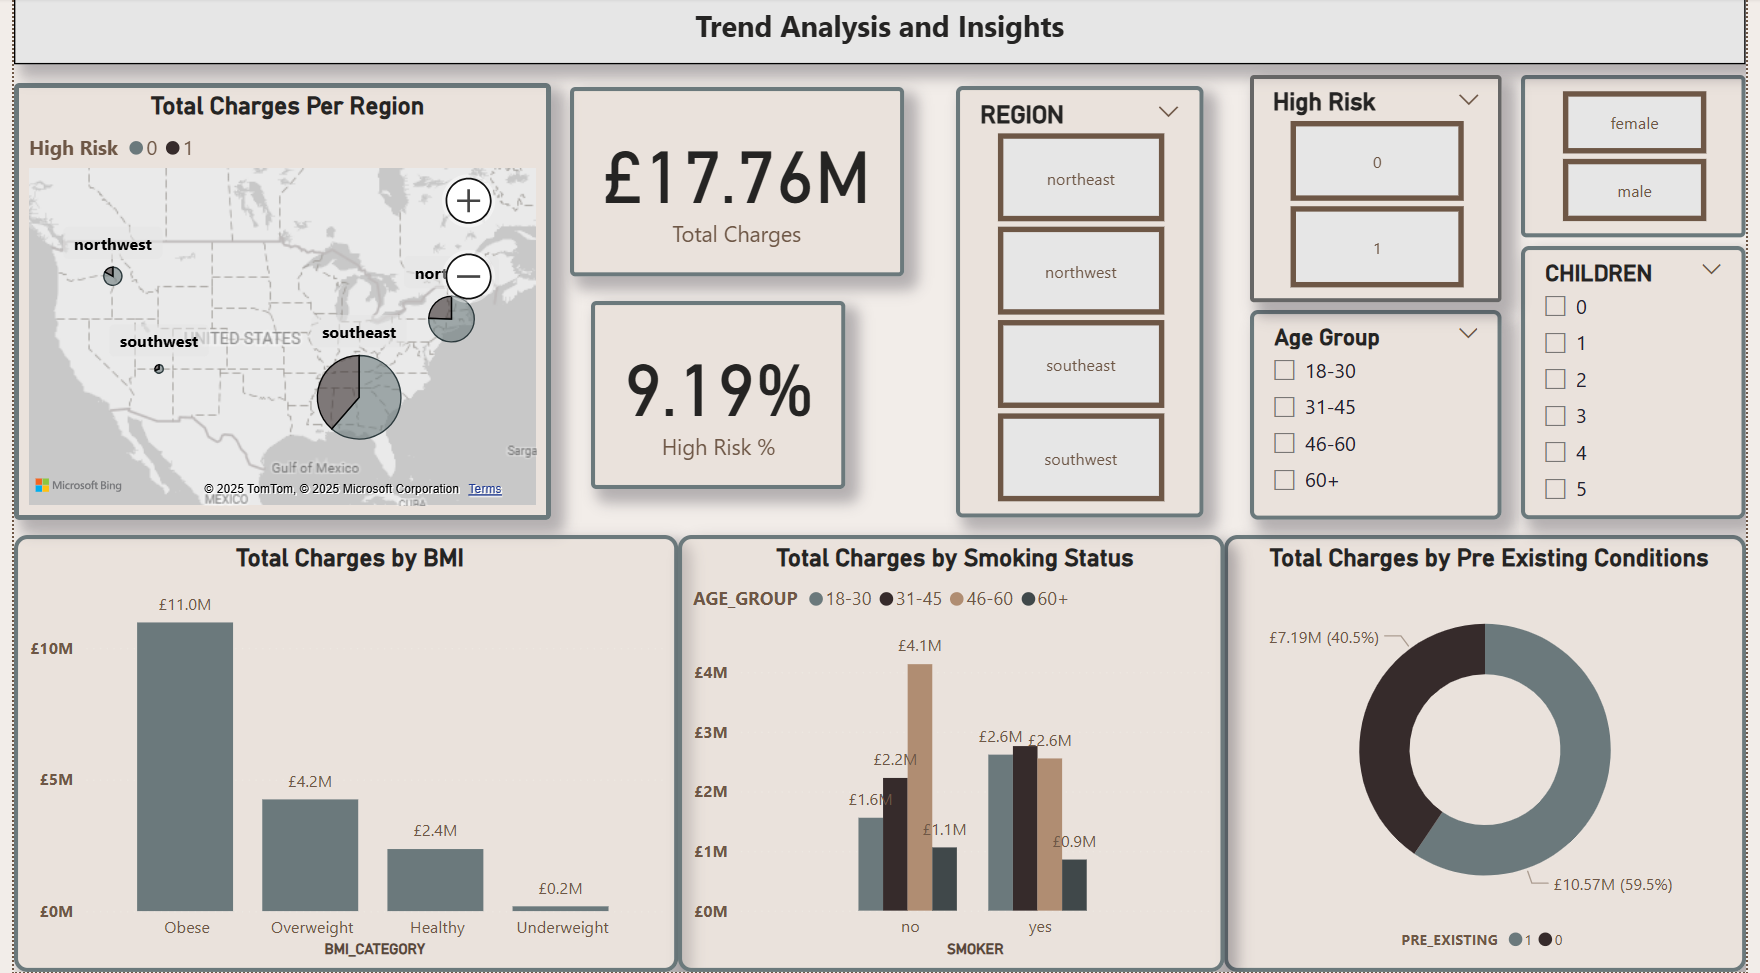 Trend Analysis and Insights
Total Charges Per Region
High Risk 0 1
northwest
nor
southwest
UNITED STATES
southeast
Sarga
Gulf of Mexico
Microsoft Bing
© 2025 TomTom, © 2025 Microsoft Corporation Terms
MEXICO
CUBA
£17.76M
Total Charges
9.19%
High Risk %
REGION
northeast
northwest
southeast
southwest
High Risk
0
1
Age Group
18-30
31-45
46-60
60+
female
male
CHILDREN
0
1
2
3
4
5
Total Charges by BMI
£11.0M
£10M
£4.2M
£5M
£2.4M
£0.2M
£0M
Obese Overweight Healthy Underweight
BMI_CATEGORY
Total Charges by Smoking Status
AGE_GROUP 18-30 31-45 46-60 60+
£4.1M
£4M
£3M
£2.6M £2.6M
£2.2M
£2M
£1.6M
£1.1M
£0.9M
£1M
£0M
no yes
SMOKER
Total Charges by Pre Existing Conditions
£7.19M (40.5%)
£10.57M (59.5%)
PRE_EXISTING 1 0